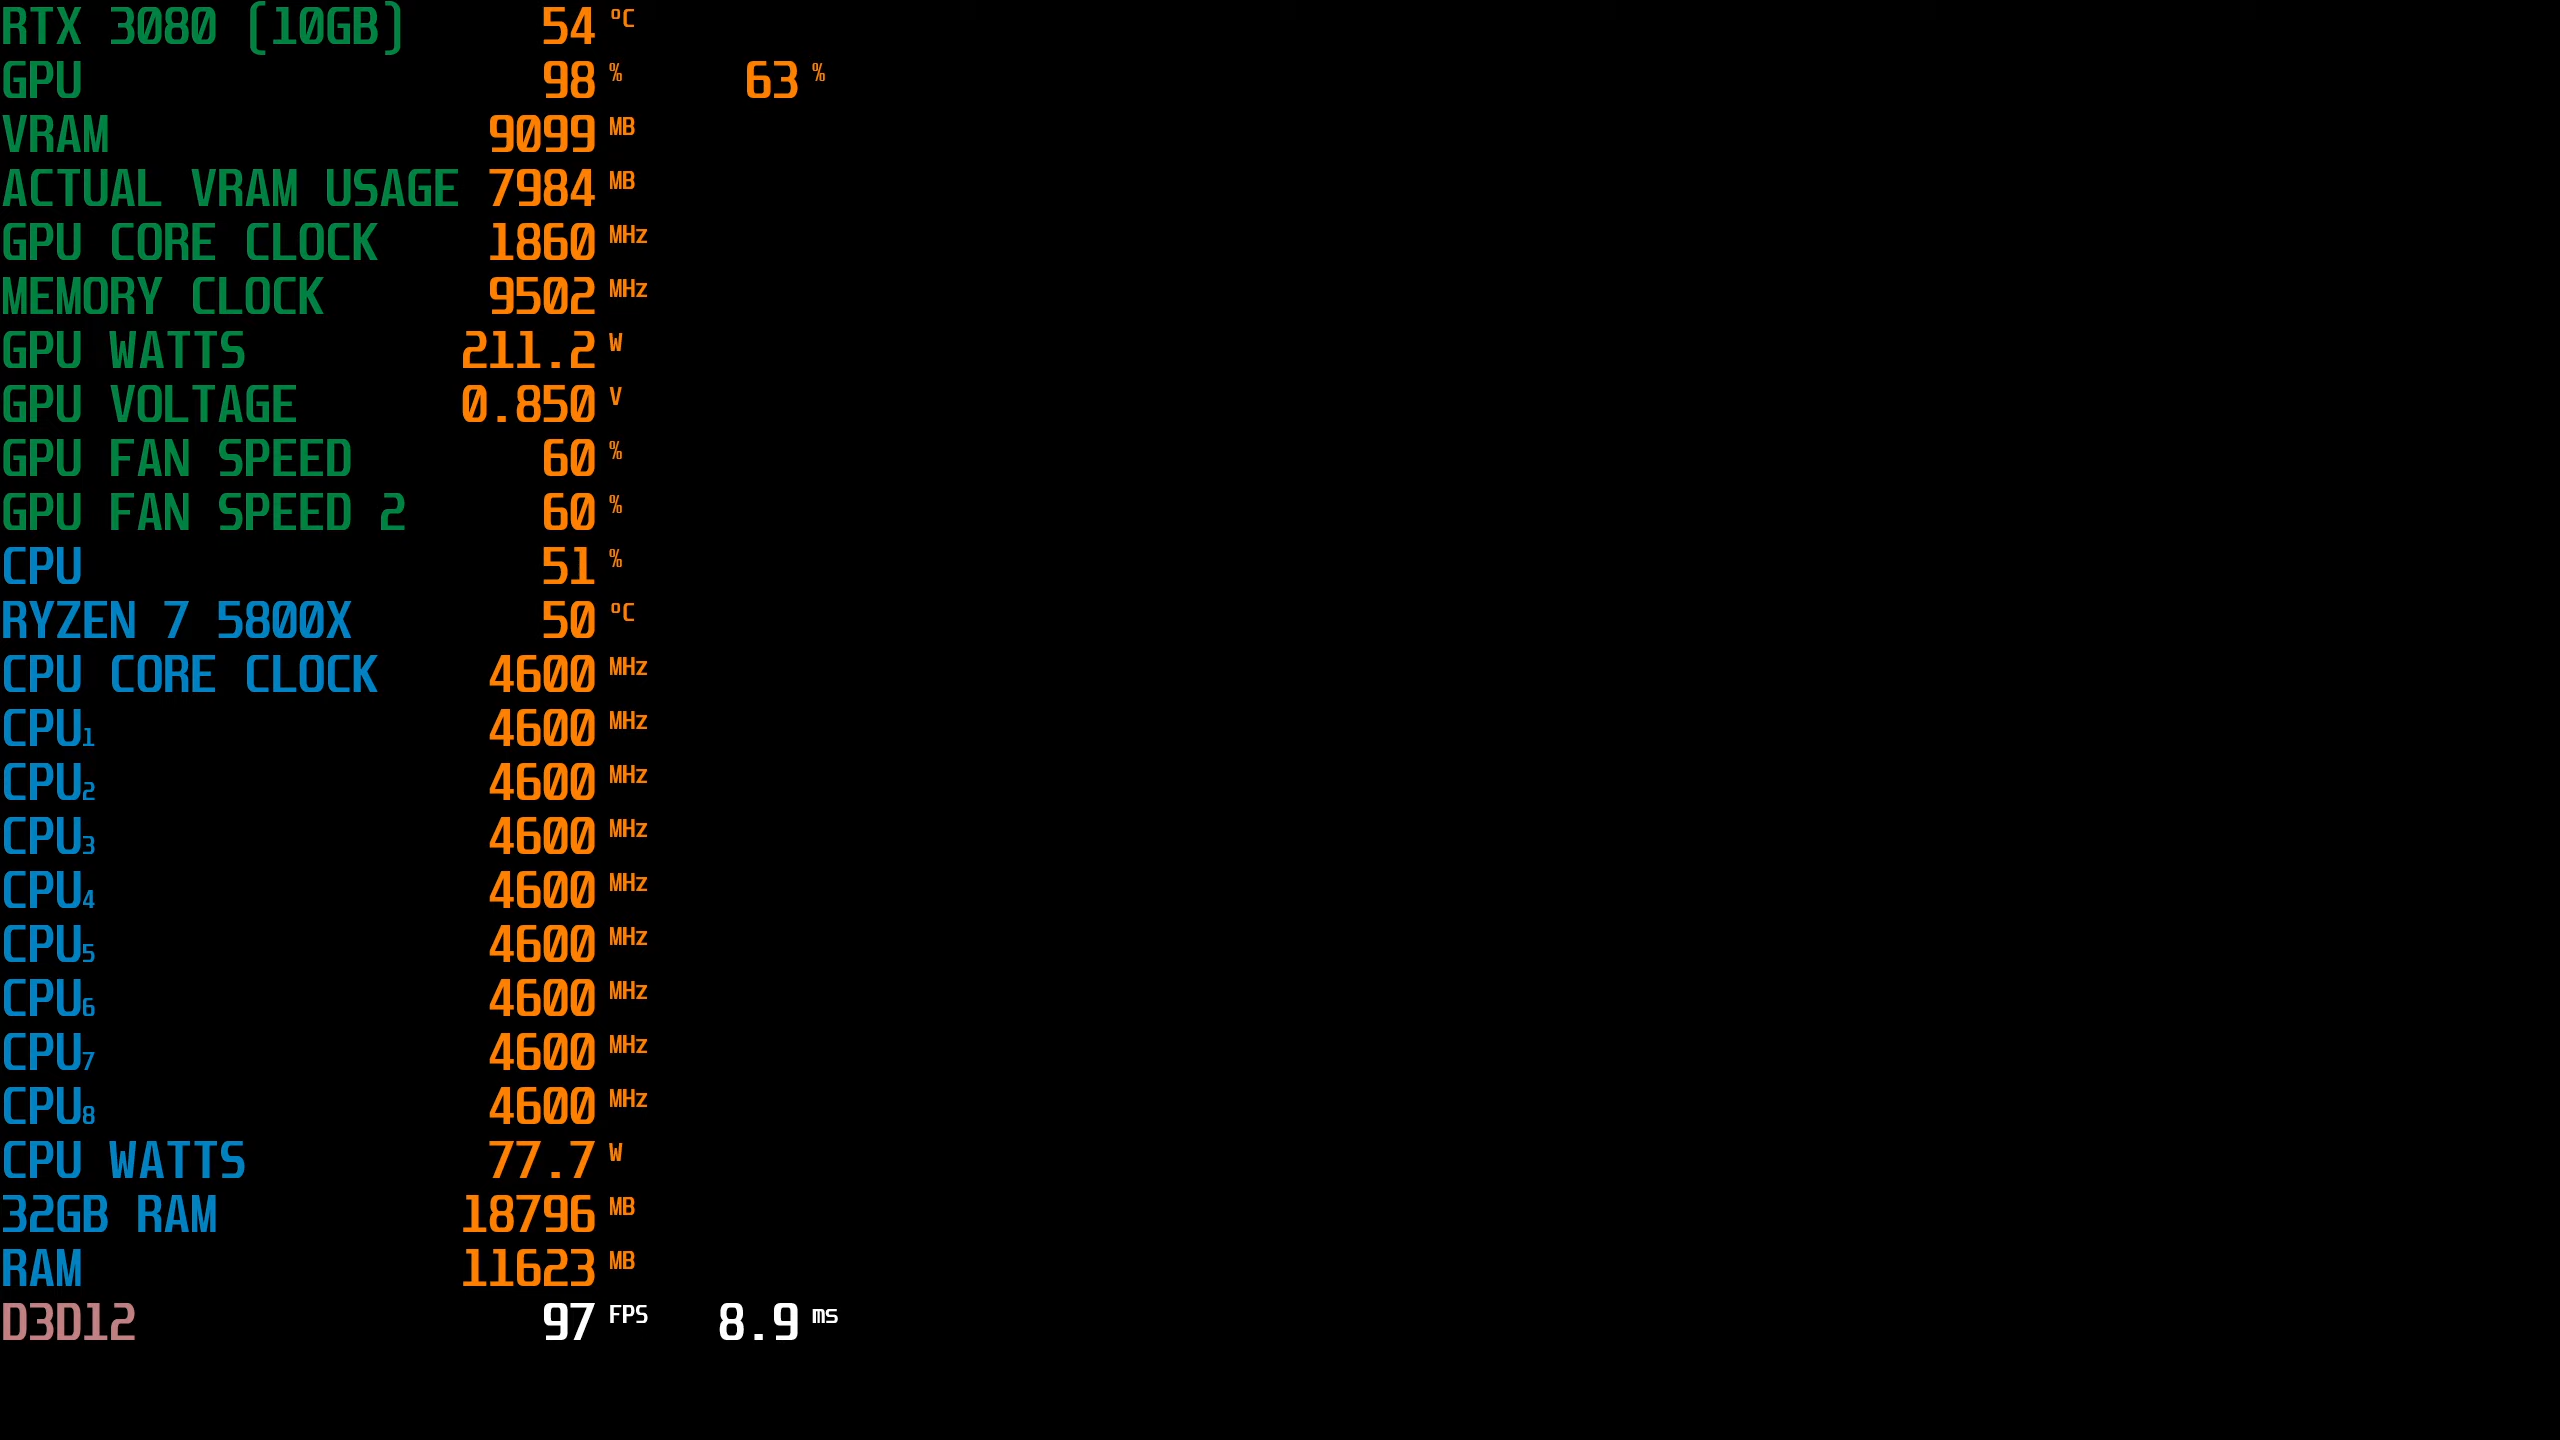 RTX 3080 (10GB) 54 °C
GPU 98 % 63 %
VRAM 9099 MB
ACTUAL VRAM USAGE 7984 MB
GPU CORE CLOCK 1860 MHz
MEMORY CLOCK 9502 MHz
GPU WATTS 211.2 W
GPU VOLTAGE 0.850 V
GPU FAN SPEED 60 %
GPU FAN SPEED 2 60 %
CPU 51 %
RYZEN 7 5800X 50 °C
CPU CORE CLOCK 4600 MHz
CPU1 4600 MHz
CPU2 4600 MHz
CPU3 4600 MHz
CPU4 4600 MHz
CPU5 4600 MHz
CPU6 4600 MHz
CPU7 4600 MHz
CPU8 4600 MHz
CPU WATTS 77.7 W
32GB RAM 18796 MB
RAM 11623 MB
D3D12 97 FPS 8.9 ms